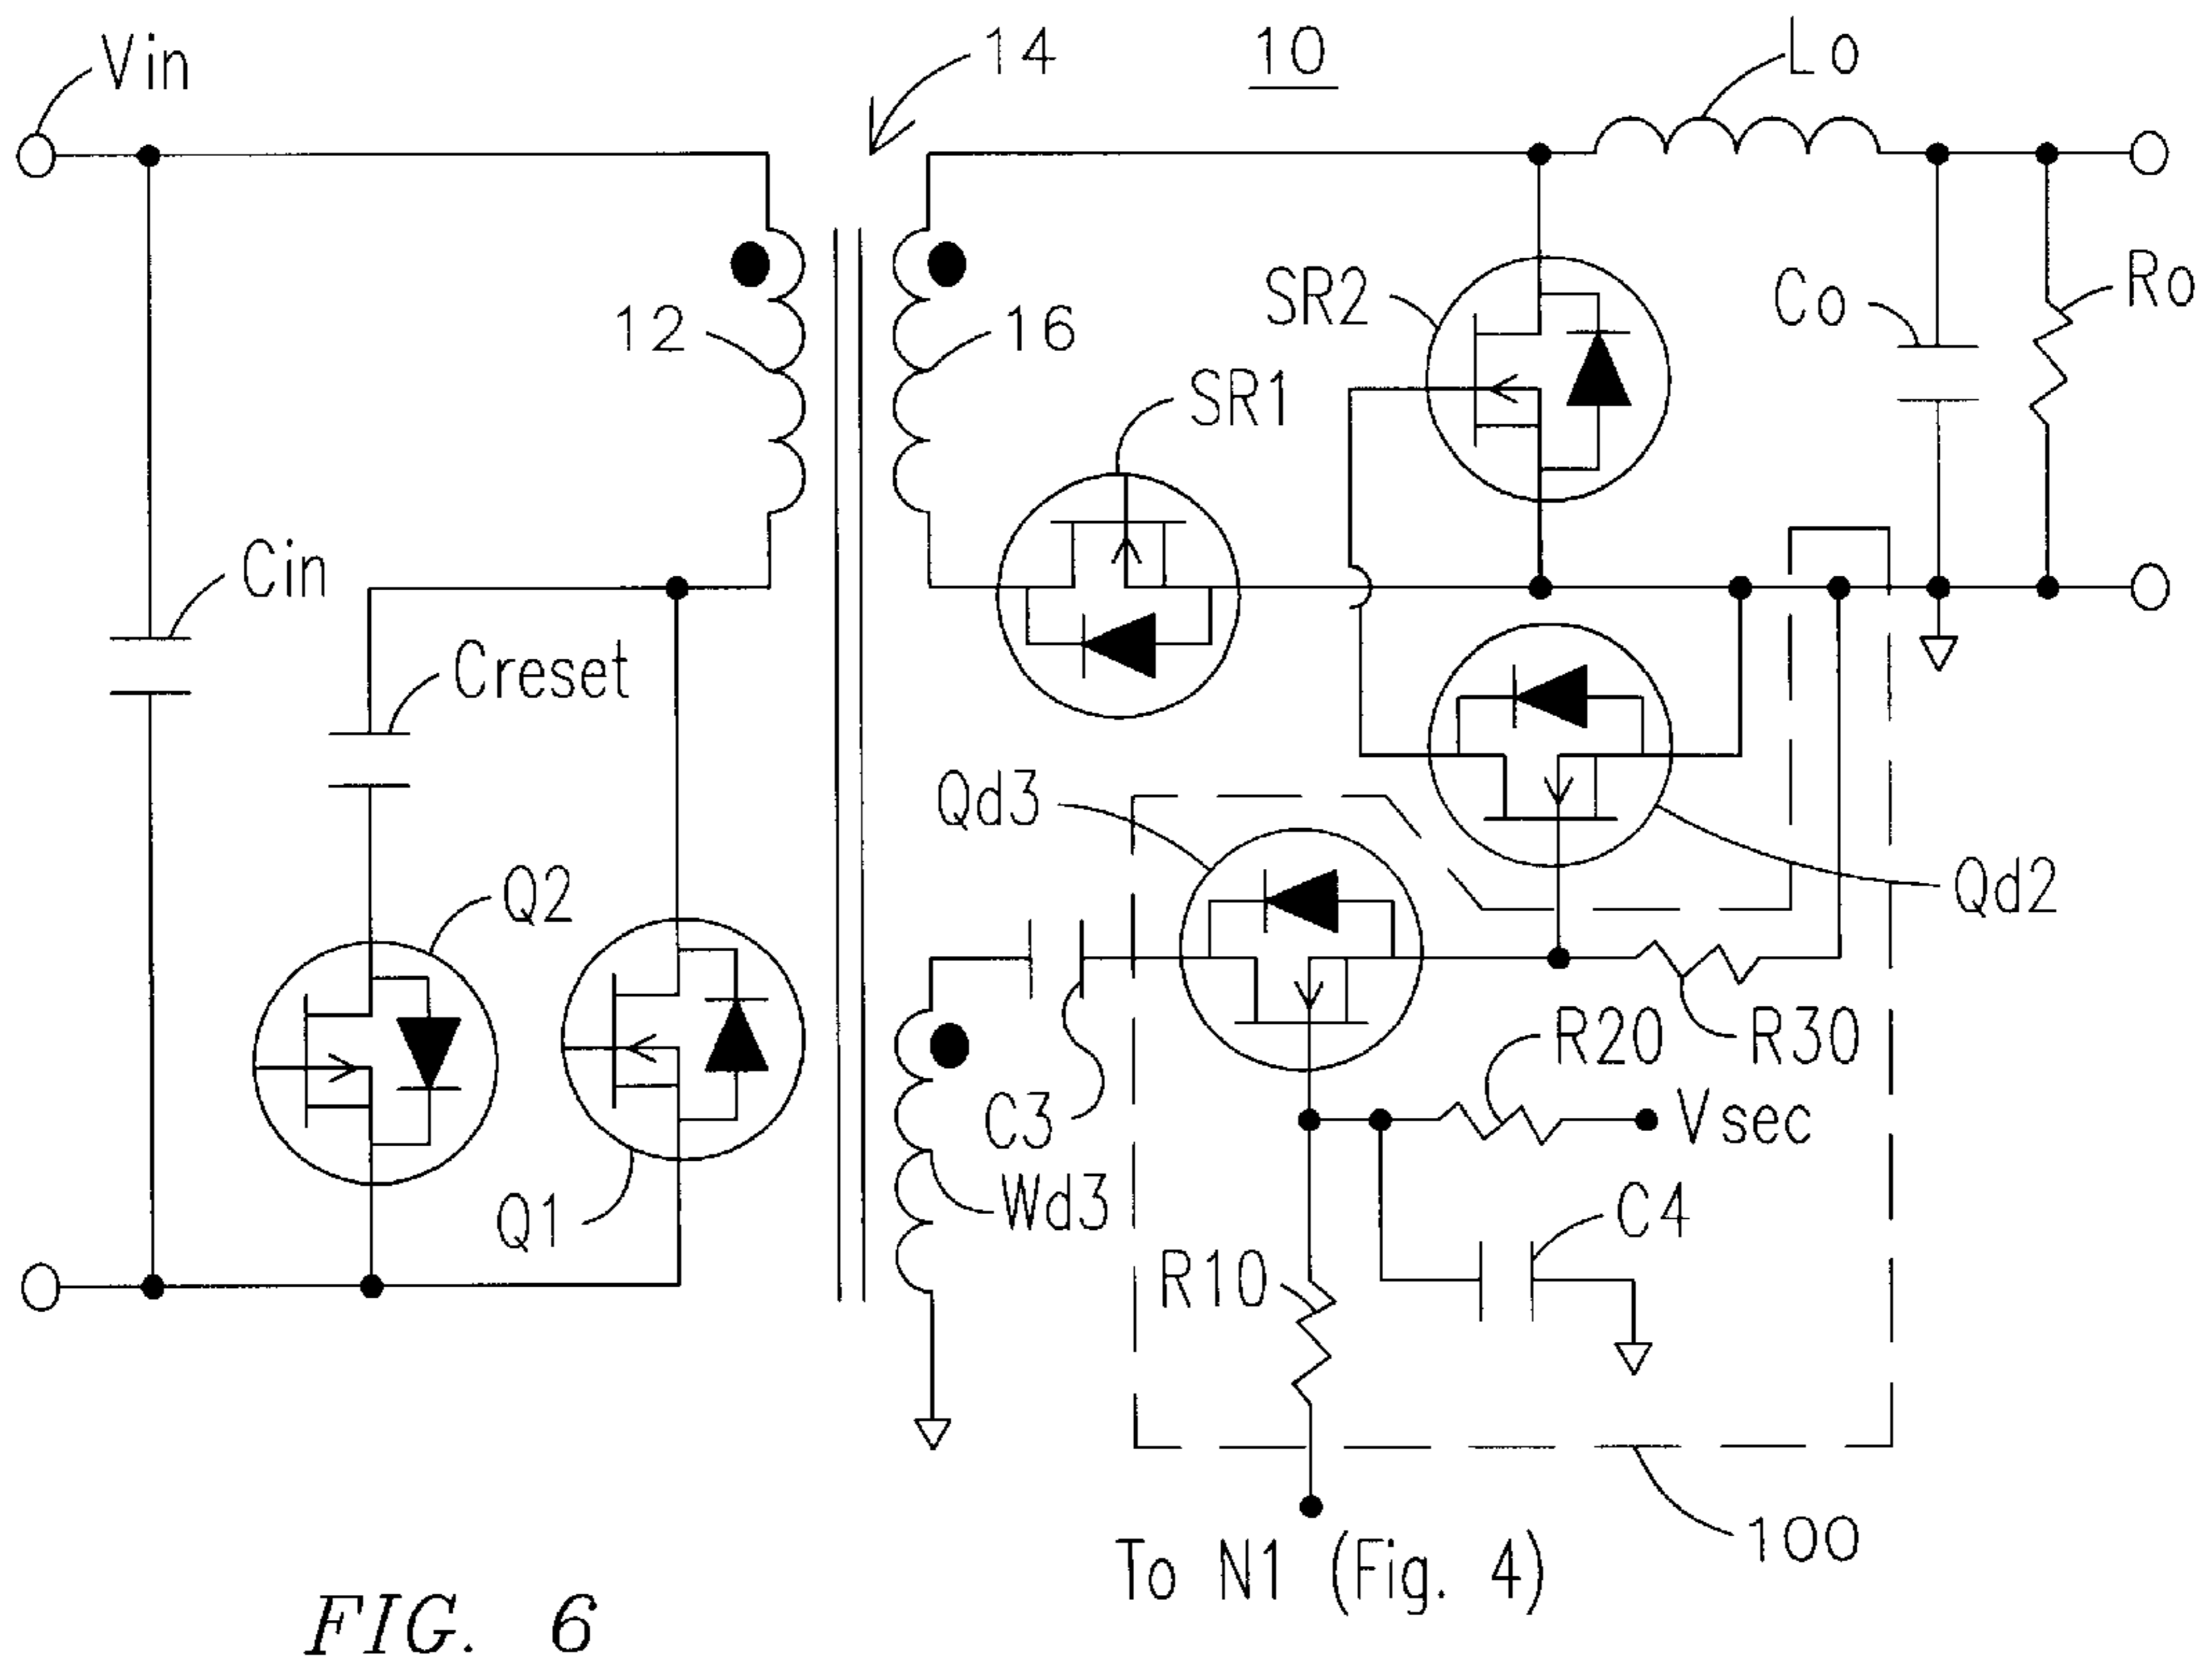 Vin
14
10
Lo
12
16
SR2
Co
Ro
SR1
Cin
Creset
Qd3
Q2
Qd2
R20
R30
C3
Vsec
Wd3
Q1
C4
R10
100
To N1 (Fig. 4)
FIG. 6